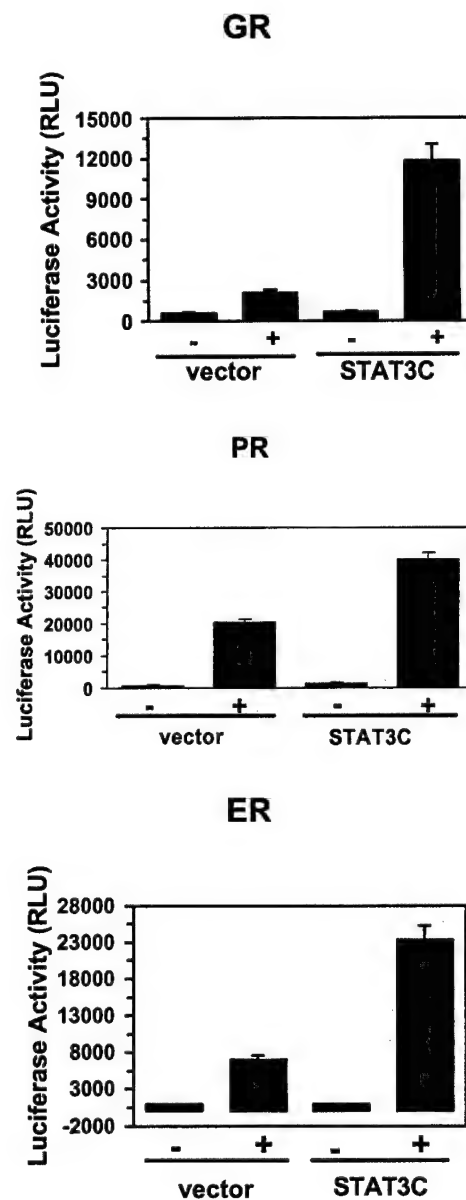 GR
Luciferase Activity (RLU)
15000
12000
9000
6000
3000
0
- + - +
vector STAT3C
PR
Luciferase Activity (RLU)
50000
40000
30000
20000
10000
0
- + - +
vector STAT3C
ER
Luciferase Activity (RLU)
28000
23000
18000
13000
8000
3000
-2000
- + - +
vector STAT3C